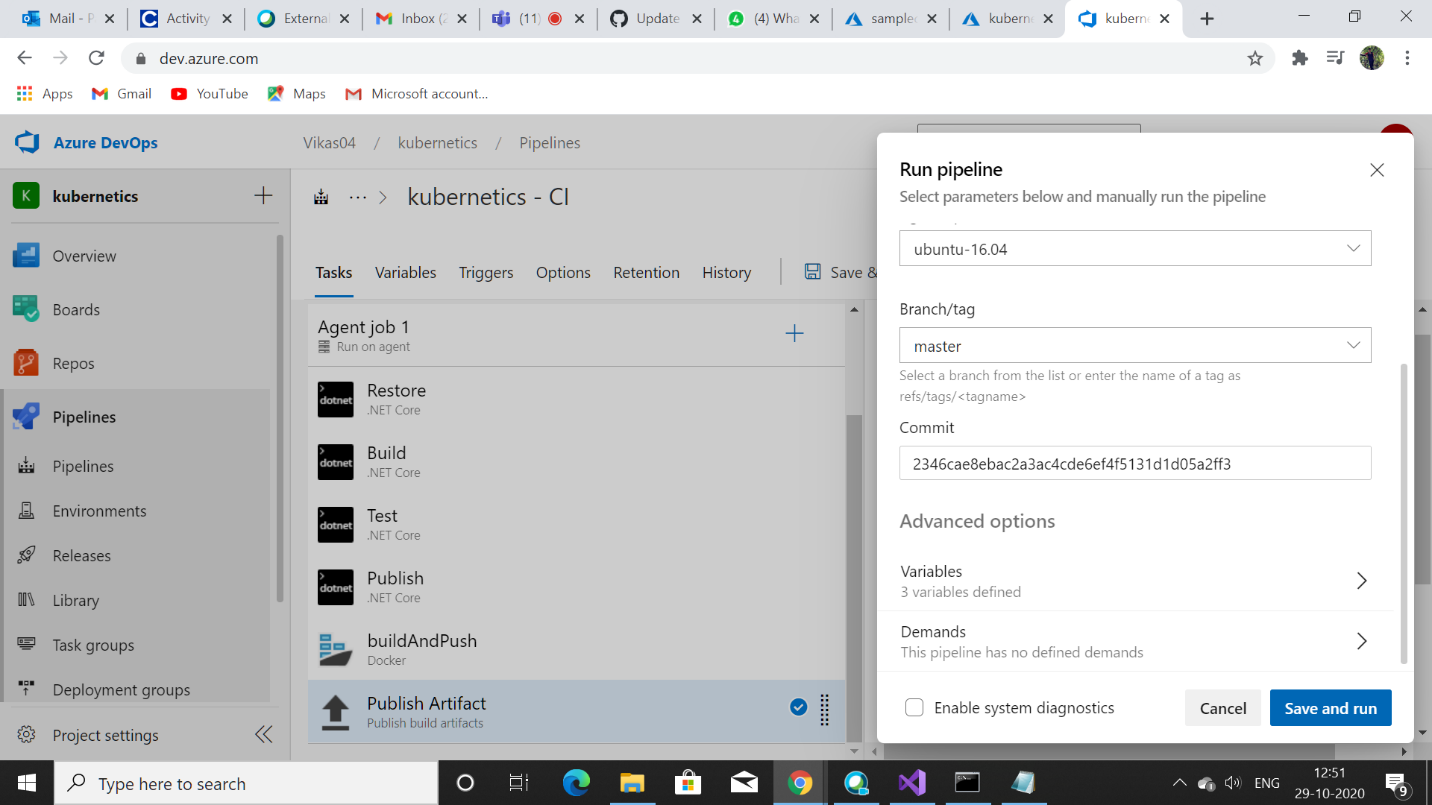 Mail - P
Activity
Externa
Inbox (2
(11)
Update
(4) Wha
sample
kubern
kubern
dev.azure.com
Apps
Gmail
YouTube
Maps
Microsoft account...
Azure DevOps
Vikas04 / kubernetics / Pipelines
K kubernetics
Overview
Boards
Repos
Pipelines
Pipelines
Environments
Releases
Library
Task groups
Deployment groups
Project settings
··· > kubernetics - CI
Tasks
Variables
Triggers
Options
Retention
History
Save &
Agent job 1
Run on agent
dotnet
Restore
.NET Core
dotnet
Build
.NET Core
dotnet
Test
.NET Core
dotnet
Publish
.NET Core
buildAndPush
Docker
Publish Artifact
Publish build artifacts
Run pipeline
Select parameters below and manually run the pipeline
ubuntu-16.04
Branch/tag
master
Select a branch from the list or enter the name of a tag as
refs/tags/<tagname>
Commit
2346cae8ebac2a3ac4cde6ef4f5131d1d05a2ff3
Advanced options
Variables
3 variables defined
Demands
This pipeline has no defined demands
Enable system diagnostics
Cancel
Save and run
Type here to search
ENG
12:51
29-10-2020
9